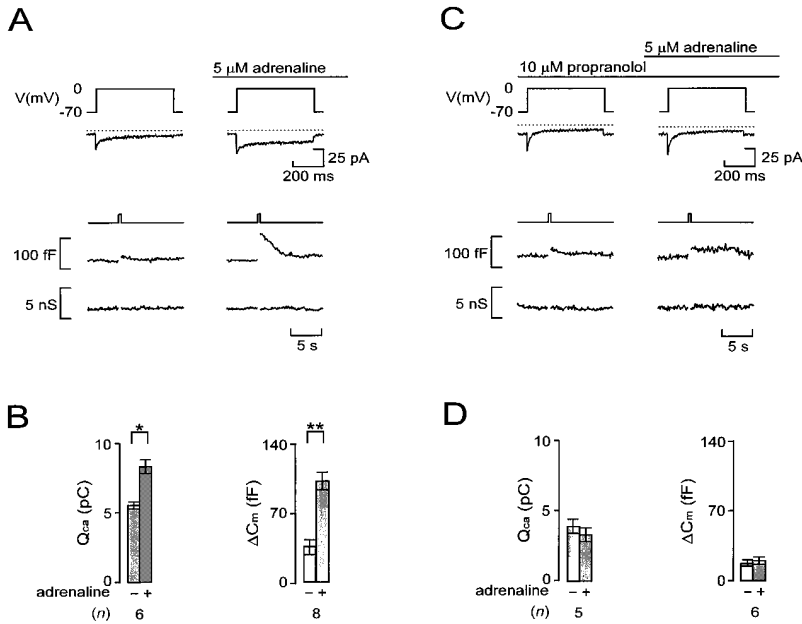 A
5 µM adrenaline
V(mV)
0
-70
25 pA
200 ms
100 fF
5 nS
5 s
C
5 µM adrenaline
10 µM propranolol
V(mV)
0
-70
25 pA
200 ms
100 fF
5 nS
5 s
B
*
10
5
0
Qca (pC)
adrenaline − +
(n) 6
**
140
70
0
ΔCm (fF)
− +
8
D
10
5
0
Qca (pC)
adrenaline − +
(n) 5
140
70
0
ΔCm (fF)
− +
6